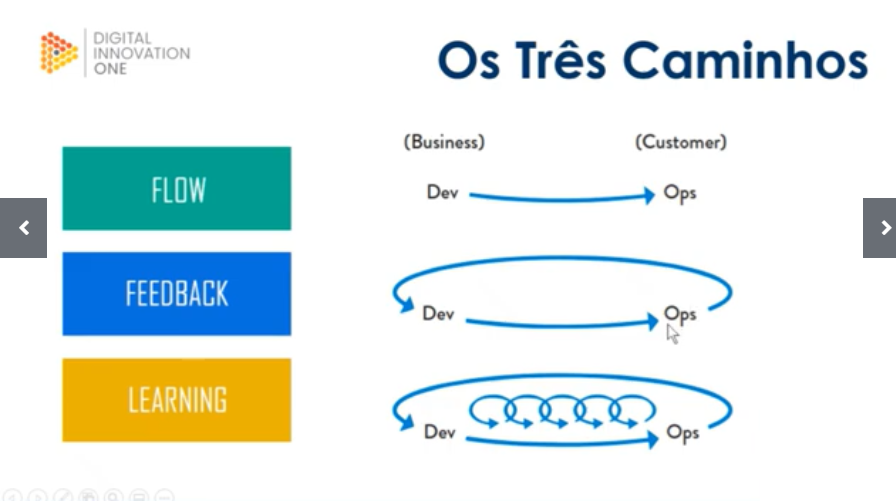 DIGITAL
INNOVATION
ONE
Os Três Caminhos
(Business) (Customer)
FLOW
Dev Ops
FEEDBACK
Dev Ops
LEARNING
Dev Ops